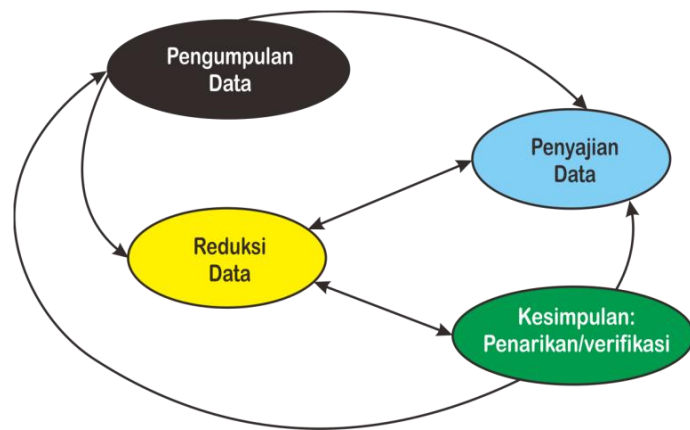 Pengumpulan
Data
Penyajian
Data
Reduksi
Data
Kesimpulan:
Penarikan/verifikasi